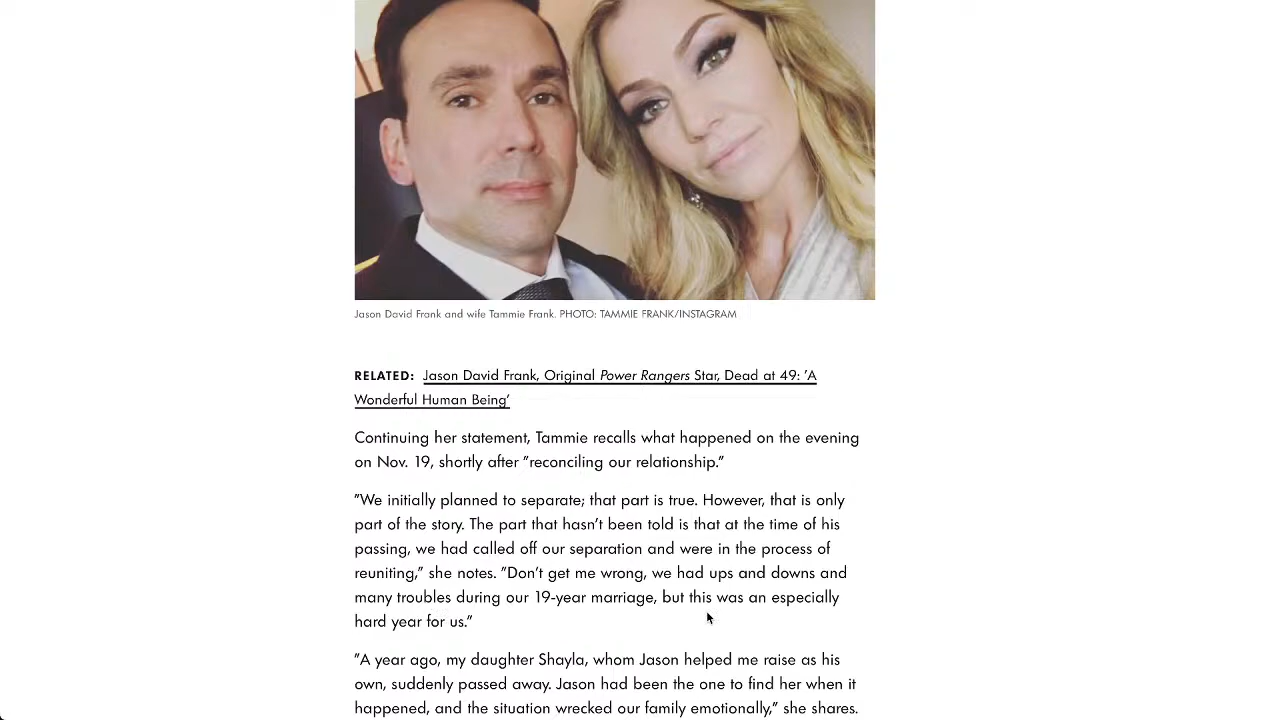 Jason David Frank and wife Tammie Frank. PHOTO: TAMMIE FRANK/INSTAGRAM
RELATED: Jason David Frank, Original Power Rangers Star, Dead at 49: 'A
Wonderful Human Being'
Continuing her statement, Tammie recalls what happened on the evening
on Nov. 19, shortly after "reconciling our relationship."
"We initially planned to separate; that part is true. However, that is only
part of the story. The part that hasn't been told is that at the time of his
passing, we had called off our separation and were in the process of
reuniting," she notes. "Don't get me wrong, we had ups and downs and
many troubles during our 19-year marriage, but this was an especially
hard year for us."
"A year ago, my daughter Shayla, whom Jason helped me raise as his
own, suddenly passed away. Jason had been the one to find her when it
happened, and the situation wrecked our family emotionally," she shares.